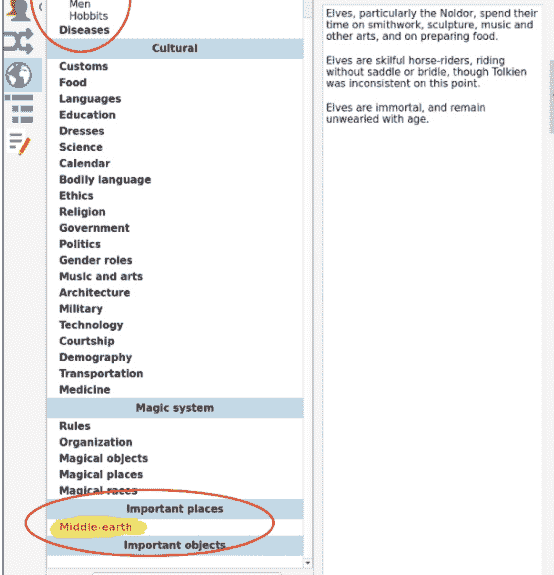 Men
Hobbits
Diseases
Cultural
Customs
Food
Languages
Education
Dresses
Science
Calendar
Bodily language
Ethics
Religion
Government
Politics
Gender roles
Music and arts
Architecture
Military
Technology
Courtship
Demography
Transportation
Medicine
Magic system
Rules
Organization
Magical objects
Magical places
Magical races
Important places
Middle-earth
Important objects
Elves, particularly the Noldor, spend their
time on smithwork, sculpture, music and
other arts, and on preparing food.
Elves are skilful horse-riders, riding
without saddle or bridle, though Tolkien
was inconsistent on this point.
Elves are immortal, and remain
unwearied with age.